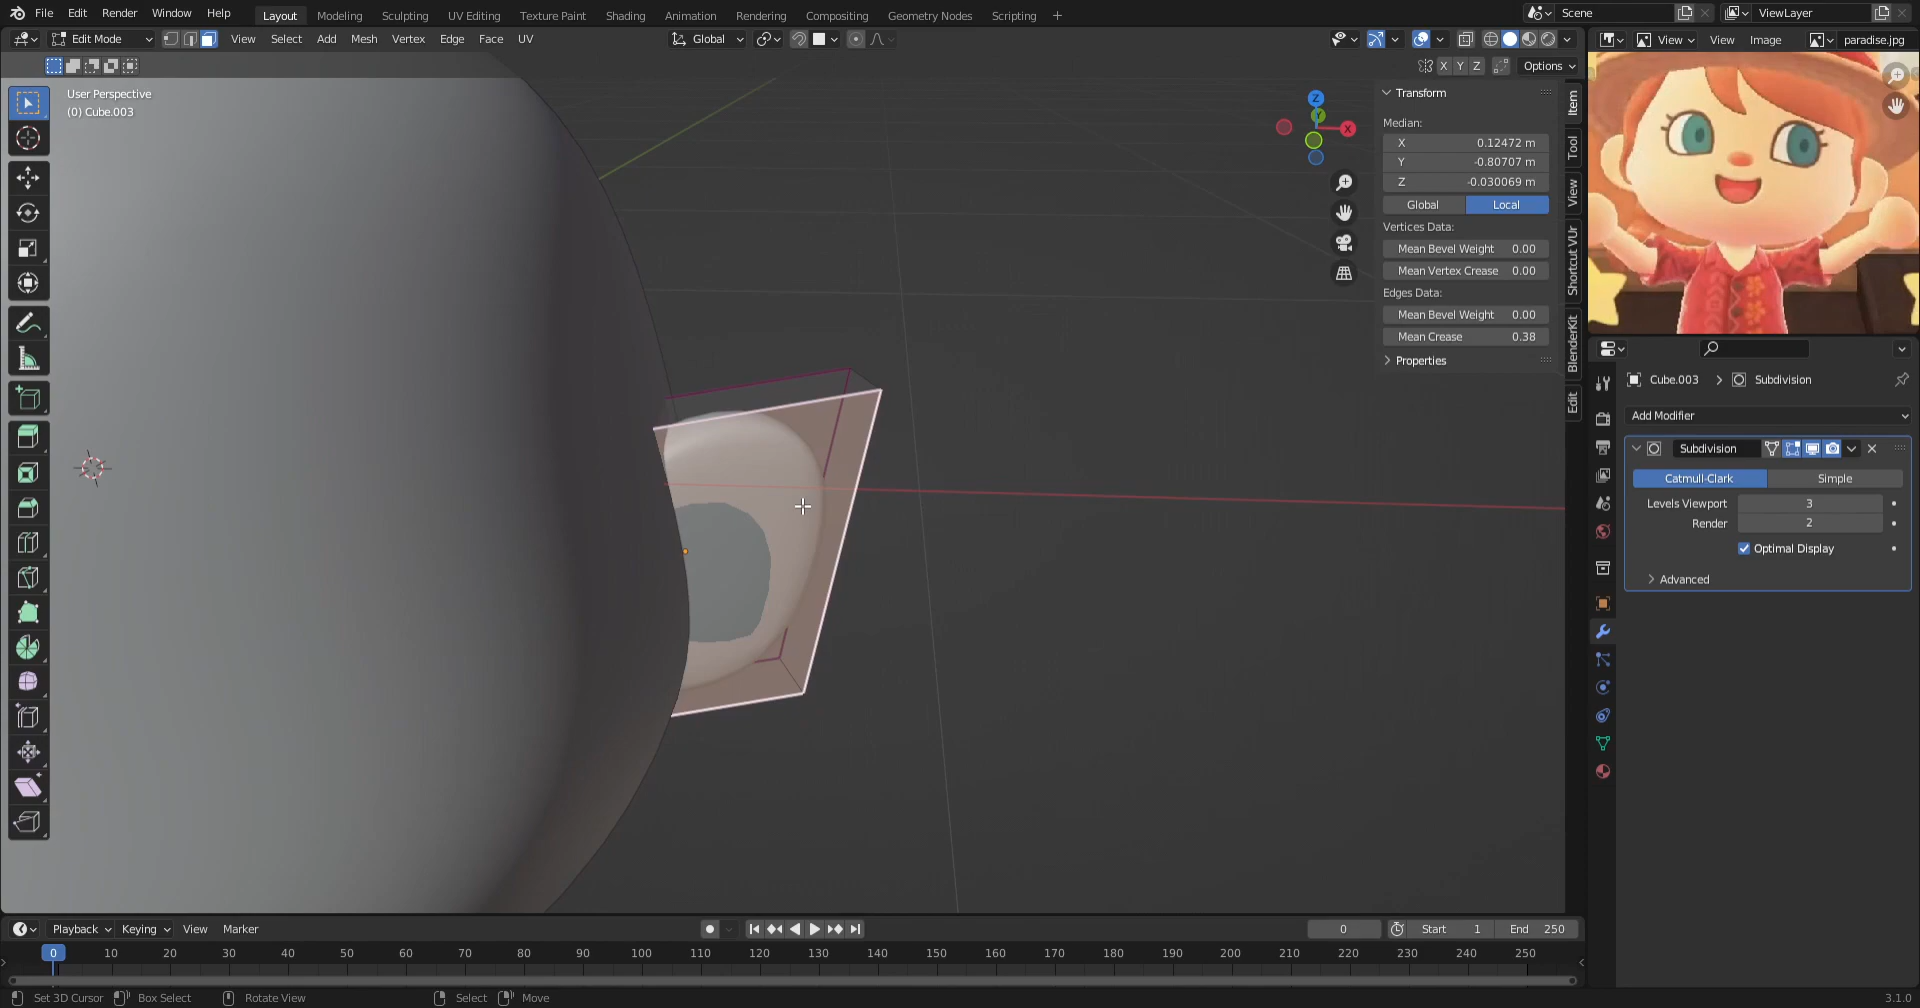 File Edit Render Window Help Layout Modeling Sculpting UV Editing Texture Paint Shading Animation Rendering Compositing Geometry Nodes Scripting + Scene ViewLayer
Edit Mode View Select Add Mesh Vertex Edge Face UV Global View View Image paradise.jpg
X Y Z Options
User Perspective
(0) Cube.003
Z
Y
X
Transform
Median:
X 0.12472 m
Y -0.80707 m
Z -0.030069 m
Global Local
Vertices Data:
Mean Bevel Weight 0.00
Mean Vertex Crease 0.00
Edges Data:
Mean Bevel Weight 0.00
Mean Crease 0.38
Properties
Item
Tool
View
Shortcut VUr
BlenderKit
Edit
Cube.003 > Subdivision
Add Modifier
Subdivision
Catmull-Clark Simple
Levels Viewport 3
Render 2
Optimal Display
Advanced
Playback Keying View Marker 0 Start 1 End 250
0 10 20 30 40 50 60 70 80 90 100 110 120 130 140 150 160 170 180 190 200 210 220 230 240 250
Set 3D Cursor Box Select Rotate View Select Move 3.1.0